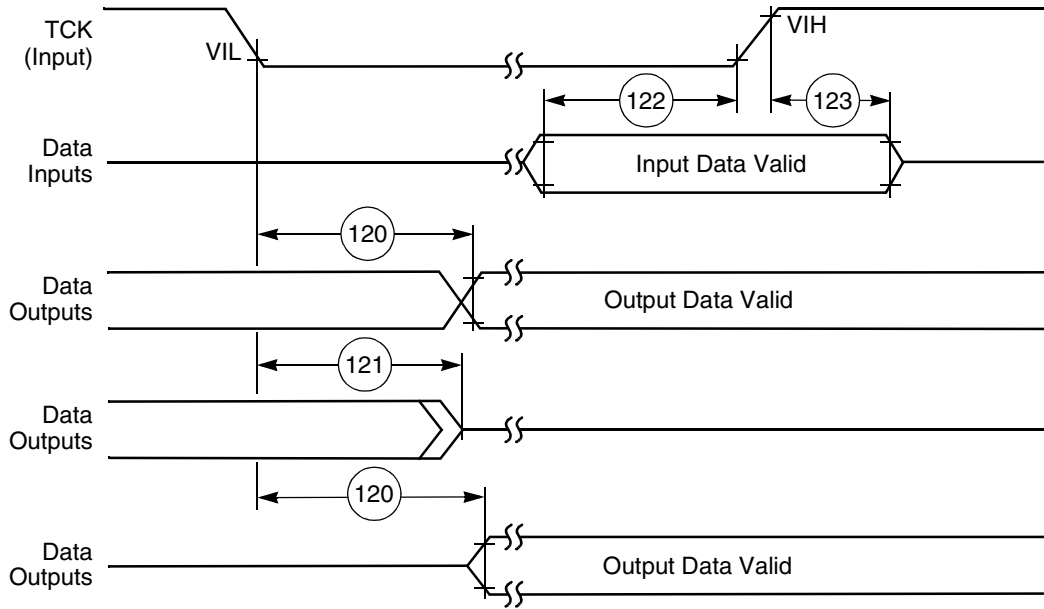 TCK
(Input)
VIL
VIH
122
123
Data
Inputs
Input Data Valid
120
Data
Outputs
Output Data Valid
121
Data
Outputs
120
Data
Outputs
Output Data Valid